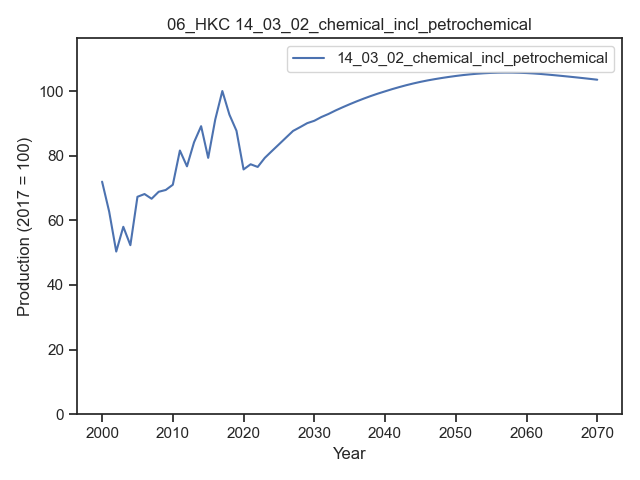 06_HKC 14_03_02_chemical_incl_petrochemical
14_03_02_chemical_incl_petrochemical
Production (2017 = 100)
100
80
60
40
20
0
2000 2010 2020 2030 2040 2050 2060 2070
Year